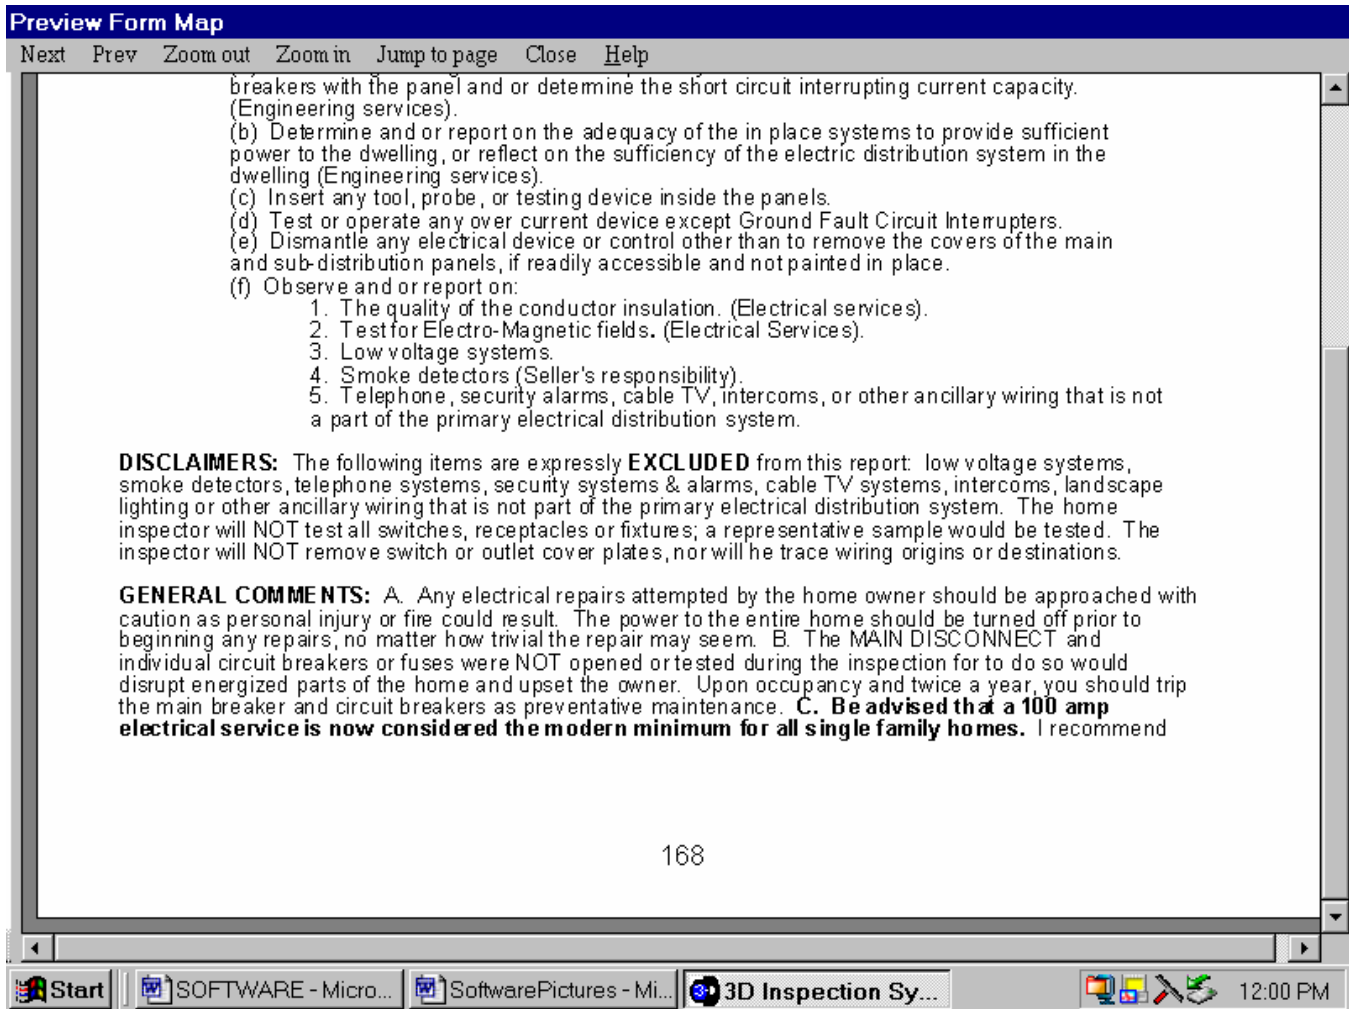 Preview Form Map
Next Prev Zoom out Zoom in Jump to page Close Help
breakers with the panel and or determine the short circuit interrupting current capacity.
(Engineering services).
(b) Determine and or report on the adequacy of the in place systems to provide sufficient
power to the dwelling, or reflect on the sufficiency of the electric distribution system in the
dwelling (Engineering services).
(c) Insert any tool, probe, or testing device inside the panels.
(d) Test or operate any over current device except Ground Fault Circuit Interrupters.
(e) Dismantle any electrical device or control other than to remove the covers of the main
and sub-distribution panels, if readily accessible and not painted in place.
(f) Observe and or report on:
1. The quality of the conductor insulation. (Electrical services).
2. Test for Electro-Magnetic fields. (Electrical Services).
3. Low voltage systems.
4. Smoke detectors (Seller's responsibility).
5. Telephone, security alarms, cable TV, intercoms, or other ancillary wiring that is not
a part of the primary electrical distribution system.
DISCLAIMERS: The following items are expressly EXCLUDED from this report: low voltage systems,
smoke detectors, telephone systems, security systems & alarms, cable TV systems, intercoms, landscape
lighting or other ancillary wiring that is not part of the primary electrical distribution system. The home
inspector will NOT test all switches, receptacles or fixtures; a representative sample would be tested. The
inspector will NOT remove switch or outlet cover plates, nor will he trace wiring origins or destinations.
GENERAL COMMENTS: A. Any electrical repairs attempted by the home owner should be approached with
caution as personal injury or fire could result. The power to the entire home should be turned off prior to
beginning any repairs, no matter how trivial the repair may seem. B. The MAIN DISCONNECT and
individual circuit breakers or fuses were NOT opened or tested during the inspection for to do so would
disrupt energized parts of the home and upset the owner. Upon occupancy and twice a year, you should trip
the main breaker and circuit breakers as preventative maintenance. C. Be advised that a 100 amp
electrical service is now considered the modern minimum for all single family homes. I recommend
168
Start SOFTWARE - Micro... SoftwarePictures - Mi... 3D Inspection Sy... 12:00 PM